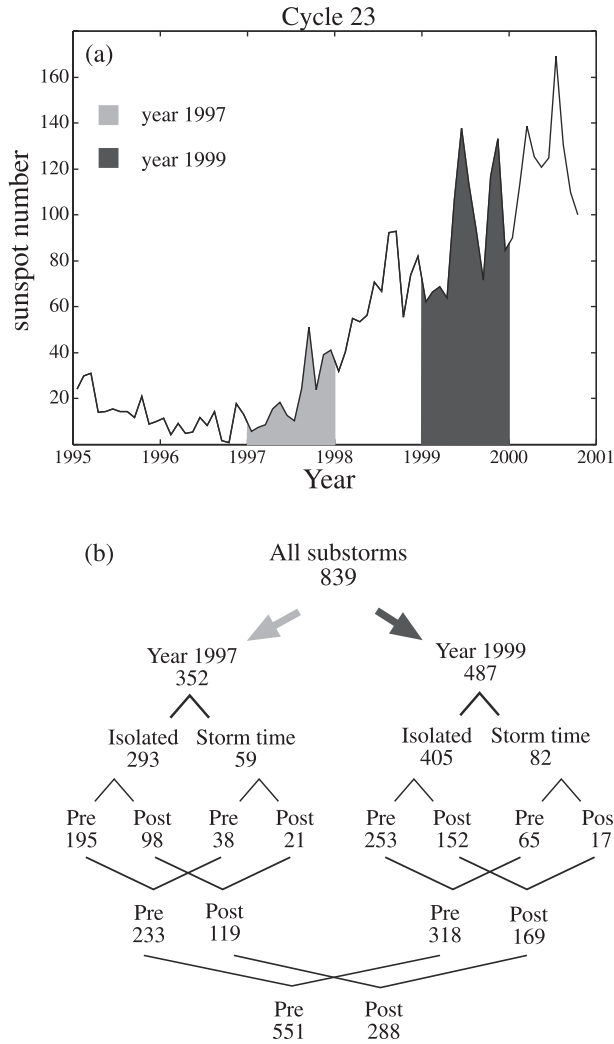 Cycle 23
(a)
160
140
120
100
80
60
40
20
sunspot number
year 1997
year 1999
1995 1996 1997 1998 1999 2000 2001
Year
(b)
All substorms
839
Year 1997 Year 1999
352 487
Isolated Storm time Isolated Storm time
293 59 405 82
Pre Post Pre Post Pre Post Pre Pos
195 98 38 21 253 152 65 17
Pre Post Pre Post
233 119 318 169
Pre Post
551 288